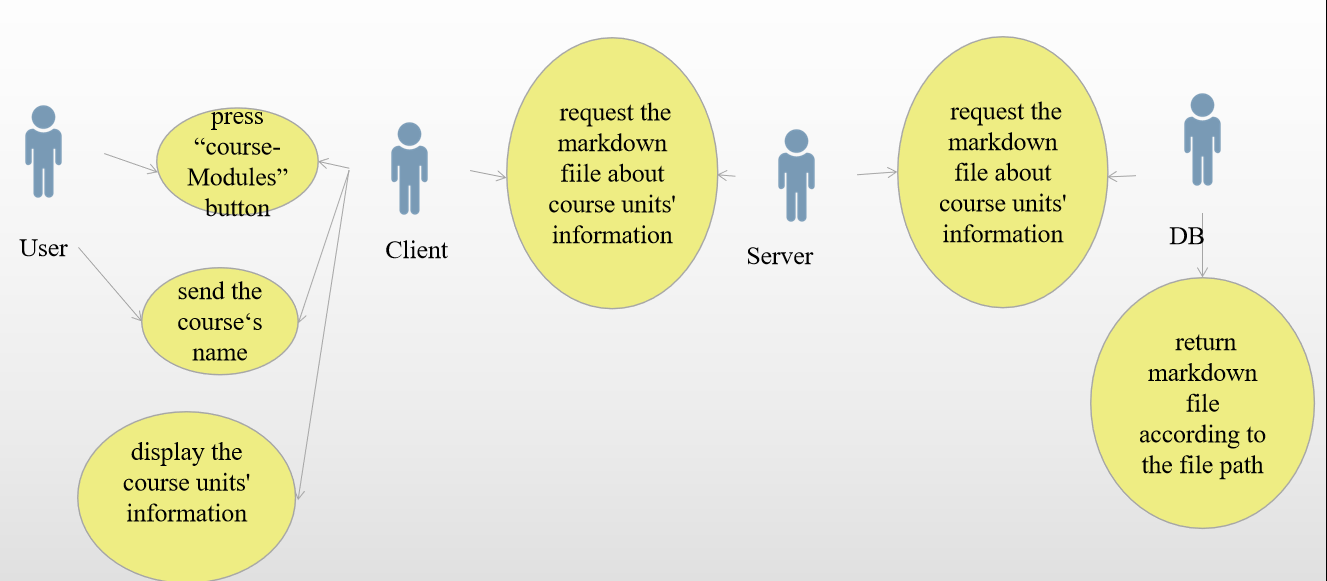 press
“course-
Modules”
button
User
send the
course‘s
name
display the
course units'
information
Client
request the
markdown
fiile about
course units'
information
Server
request the
markdown
file about
course units'
information
DB
return
markdown
file
according to
the file path